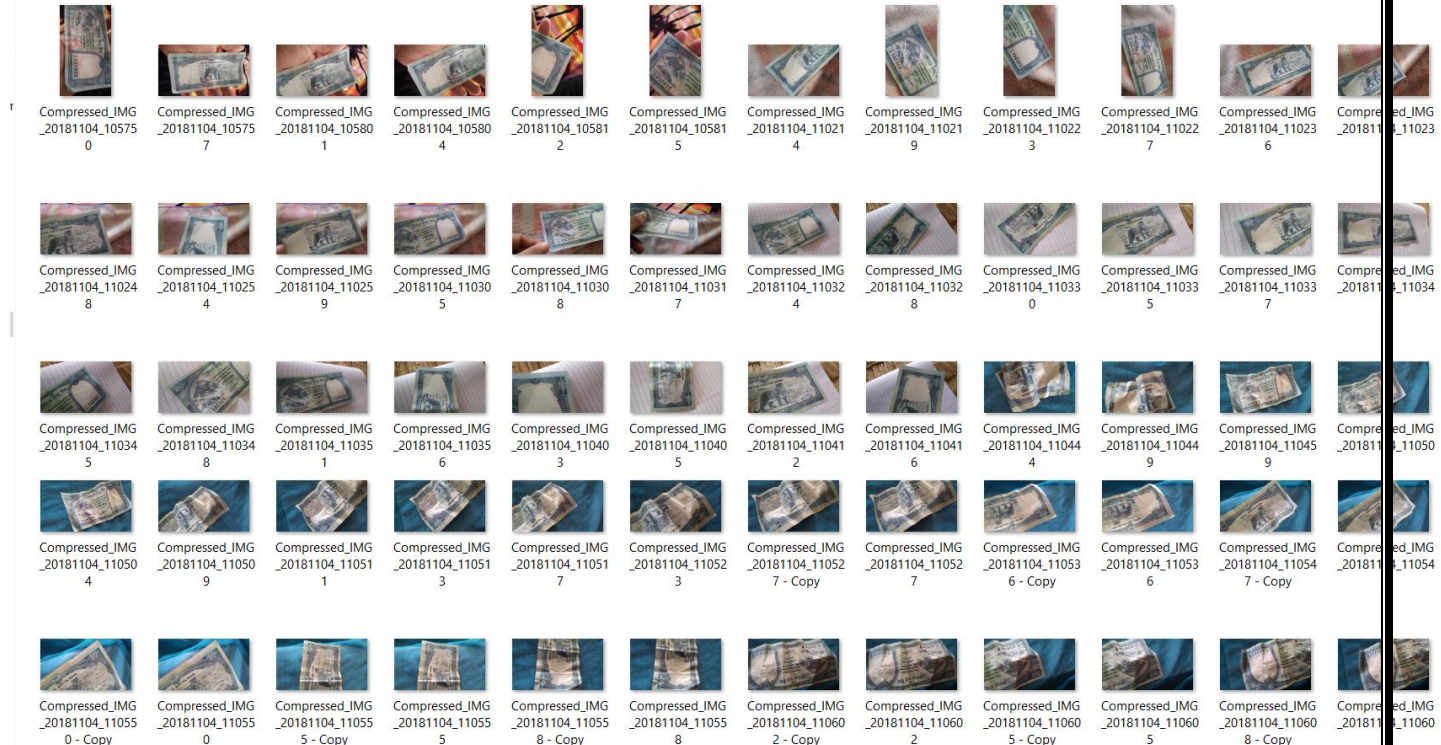 Compressed_IMG
_20181104_10575
0
Compressed_IMG
_20181104_10575
7
Compressed_IMG
_20181104_10580
1
Compressed_IMG
_20181104_10580
4
Compressed_IMG
_20181104_10581
2
Compressed_IMG
_20181104_10581
5
Compressed_IMG
_20181104_11021
4
Compressed_IMG
_20181104_11021
9
Compressed_IMG
_20181104_11022
3
Compressed_IMG
_20181104_11022
7
Compressed_IMG
_20181104_11023
6
Compressed_IMG
_20181104_11024
8
Compressed_IMG
_20181104_11025
4
Compressed_IMG
_20181104_11025
9
Compressed_IMG
_20181104_11030
5
Compressed_IMG
_20181104_11030
8
Compressed_IMG
_20181104_11031
7
Compressed_IMG
_20181104_11032
4
Compressed_IMG
_20181104_11032
8
Compressed_IMG
_20181104_11033
0
Compressed_IMG
_20181104_11033
5
Compressed_IMG
_20181104_11033
7
Compressed_IMG
_20181104_11034
5
Compressed_IMG
_20181104_11034
8
Compressed_IMG
_20181104_11035
1
Compressed_IMG
_20181104_11035
6
Compressed_IMG
_20181104_11040
3
Compressed_IMG
_20181104_11040
5
Compressed_IMG
_20181104_11041
2
Compressed_IMG
_20181104_11041
6
Compressed_IMG
_20181104_11044
4
Compressed_IMG
_20181104_11044
9
Compressed_IMG
_20181104_11045
9
Compressed_IMG
_20181104_11050
4
Compressed_IMG
_20181104_11050
9
Compressed_IMG
_20181104_11051
1
Compressed_IMG
_20181104_11051
3
Compressed_IMG
_20181104_11051
7
Compressed_IMG
_20181104_11052
3
Compressed_IMG
_20181104_11052
7 - Copy
Compressed_IMG
_20181104_11052
7
Compressed_IMG
_20181104_11053
6 - Copy
Compressed_IMG
_20181104_11053
6
Compressed_IMG
_20181104_11054
7 - Copy
Compressed_IMG
_20181104_11055
0 - Copy
Compressed_IMG
_20181104_11055
0
Compressed_IMG
_20181104_11055
5 - Copy
Compressed_IMG
_20181104_11055
5
Compressed_IMG
_20181104_11055
8 - Copy
Compressed_IMG
_20181104_11055
8
Compressed_IMG
_20181104_11060
2 - Copy
Compressed_IMG
_20181104_11060
2
Compressed_IMG
_20181104_11060
5 - Copy
Compressed_IMG
_20181104_11060
5
Compressed_IMG
_20181104_11060
8 - Copy